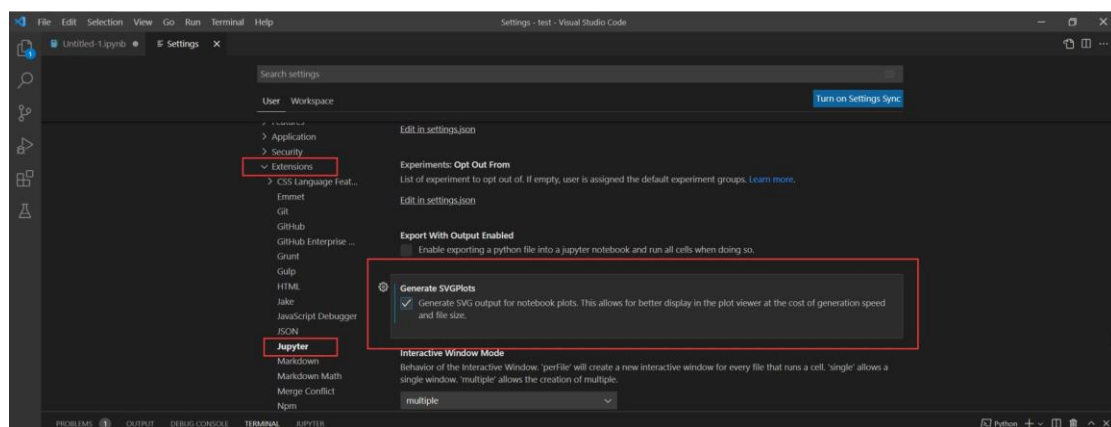 File Edit Selection View Go Run Terminal Help
Settings - test - Visual Studio Code
Untitled-1.ipynb
Settings
1
Search settings
User Workspace
Turn on Settings Sync
Features
Application
Security
Extensions
CSS Language Feat...
Emmet
Git
GitHub
GitHub Enterprise ...
Grunt
Gulp
HTML
Jake
JavaScript Debugger
JSON
Jupyter
Markdown
Markdown Math
Merge Conflict
Npm
Edit in settings.json
Experiments: Opt Out From
List of experiment to opt out of. If empty, user is assigned the default experiment groups. Learn more.
Edit in settings.json
Export With Output Enabled
Enable exporting a python file into a jupyter notebook and run all cells when doing so.
Generate SVGPlots
Generate SVG output for notebook plots. This allows for better display in the plot viewer at the cost of generation speed
and file size.
Interactive Window Mode
Behavior of the Interactive Window. 'perFile' will create a new interactive window for every file that runs a cell. 'single' allows a
single window. 'multiple' allows the creation of multiple.
multiple
PROBLEMS 1 OUTPUT DEBUG CONSOLE TERMINAL JUPYTER
Python